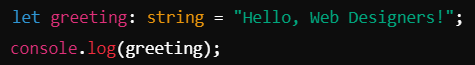 let greeting: string = "Hello, Web Designers!";
console.log(greeting);